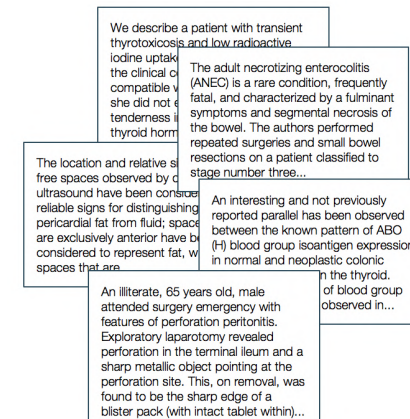 We describe a patient with transient
thyrotoxicosis and low radioactive
iodine
the clinical
compatible
she did not
tenderness
thyroid
The adult necrotizing enterocolitis
(ANEC) is a rare condition, frequently
fatal, and characterized by a fulminant
symptoms and segmental necrosis of
the bowel. The authors performed
repeated surgeries and small bowel
resections on a patient classified to
stage number three...
The location and relative
free spaces observed by
ultrasound have been
reliable signs for distinguishing
pericardial fat from fluid;
are exclusively anterior have
considered to represent fat,
spaces that are
An interesting and not previously
reported parallel has been observed
between the known pattern of ABO
(H) blood group isoantigen expression
in normal and neoplastic colonic
in the thyroid.
of blood group
observed in...
An illiterate, 65 years old, male
attended surgery emergency with
features of perforation peritonitis.
Exploratory laparotomy revealed
perforation in the terminal ileum and a
sharp metallic object pointing at the
perforation site. This, on removal, was
found to be the sharp edge of a
blister pack (with intact tablet within)...